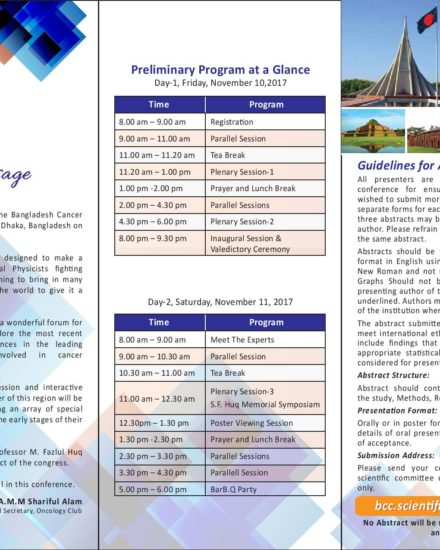 sage
he Bangladesh Cancer
Dhaka, Bangladesh on
designed to make a
al Physicists fighting
ning to bring in many
he world to give it a
a wonderful forum for
lore the most recent
nces in the leading
nvolved in cancer
ession and interactive
er of this region will be
ng an array of special
he early stages of their
ofessor M. Fazlul Huq
ct of the congress.
l in this conference.
A.M.M Shariful Alam
l Secretary, Oncology Club
Preliminary Program at a Glance
Day-1, Friday, November 10,2017
Time Program
8.00 am – 9.00 am Registration
9.00 am – 11.00 am Parallel Session
11.00 am – 11.20 am Tea Break
11.20 am – 1.00 pm Plenary Session-1
1.00 pm -2.00 pm Prayer and Lunch Break
2.00 pm – 4.30 pm Parallel Sessions
4.30 pm – 6.00 pm Plenary Session-2
8.00 pm – 9.30 pm Inaugural Session &
Valedictory Ceremony
Day-2, Saturday, November 11, 2017
8.00 am – 9.00 am Meet The Experts
9.00 am – 10.30 am Parallel Session
10.30 am – 11.00 am Tea Break
11.00 am – 12.30 am Plenary Session-3
S.F. Huq Memorial Symposiam
12.30pm – 1.30 pm Poster Viewing Session
1.30 pm -2.30 pm Prayer and Lunch Break
2.30 pm – 3.30 pm Parallel Sessions
3.30 pm – 4.30 pm Parallell Session
5.00 pm – 6.00 pm BarB.Q Party
Guidelines for A
All presenters are
conference for ensu
wished to submit mor
separate forms for eac
three abstracts may b
author. Please refrain
the same abstract.
Abstracts should be
format in English usin
New Roman and not
Graphs Should not b
presenting author of t
underlined. Authors m
of the institution wher
The abstract submitte
meet international eth
include findings that
appropriate statistical
considered for present
Abstract Structure:
Abstract should cont
the study, Methods, Re
Presentation Format:
Orally or in poster for
details of oral present
of acceptance.
Submission Address:
Please send your co
scientific committee o
only.
bcc.scientifi
No Abstract will be
an